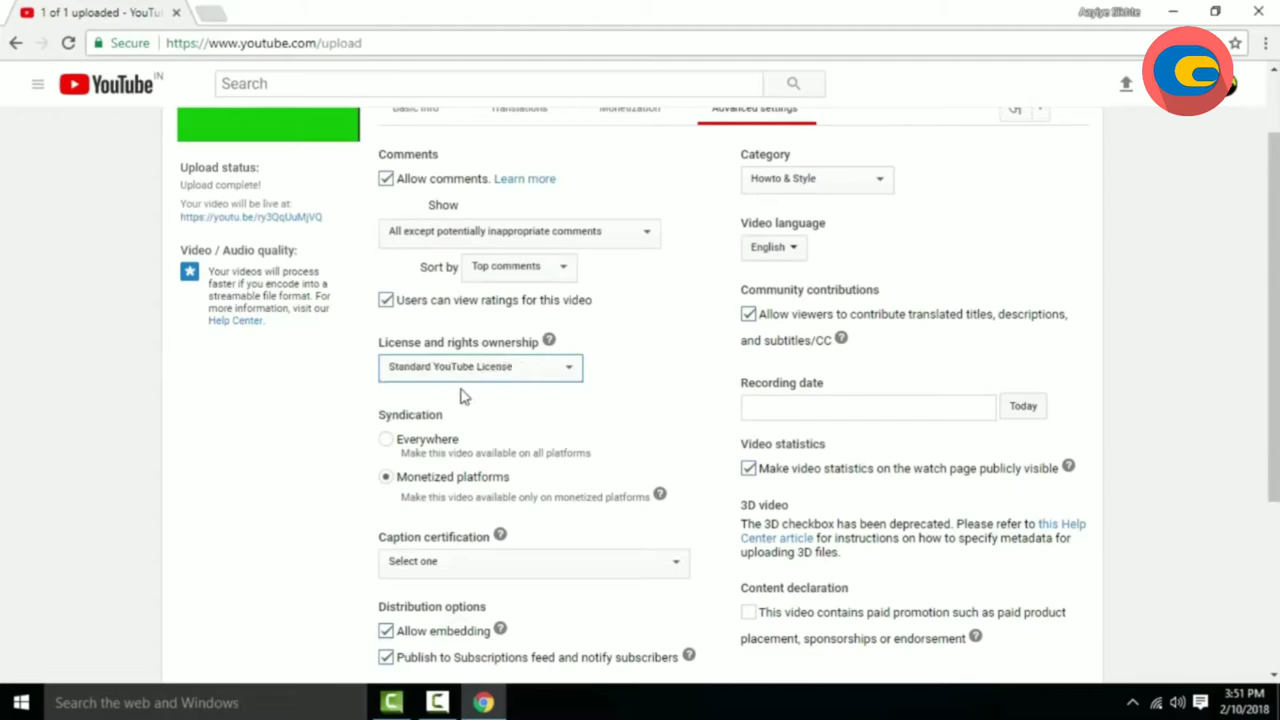 1 of 1 uploaded - YouTu
Secure
https://www.youtube.com/upload
YouTube IN
Search
Basic info
Translations
Monetization
Advanced settings
Upload status:
Upload complete!
Your video will be live at:
https://youtu.be/ry3QqUuMjVQ
Video / Audio quality:
Your videos will process
faster if you encode into a
streamable file format. For
more information, visit our
Help Center.
Comments
Allow comments. Learn more
Show
All except potentially inappropriate comments
Sort by
Top comments
Users can view ratings for this video
License and rights ownership ?
Standard YouTube License
Syndication
Everywhere
Make this video available on all platforms
Monetized platforms
Make this video available only on monetized platforms ?
Caption certification ?
Select one
Distribution options
Allow embedding ?
Publish to Subscriptions feed and notify subscribers ?
Category
Howto & Style
Video language
English
Community contributions
Allow viewers to contribute translated titles, descriptions,
and subtitles/CC ?
Recording date
Today
Video statistics
Make video statistics on the watch page publicly visible ?
3D video
The 3D checkbox has been deprecated. Please refer to this Help
Center article for instructions on how to specify metadata for
uploading 3D files.
Content declaration
This video contains paid promotion such as paid product
placement, sponsorships or endorsement ?
Search the web and Windows
3:51 PM
2/10/2018